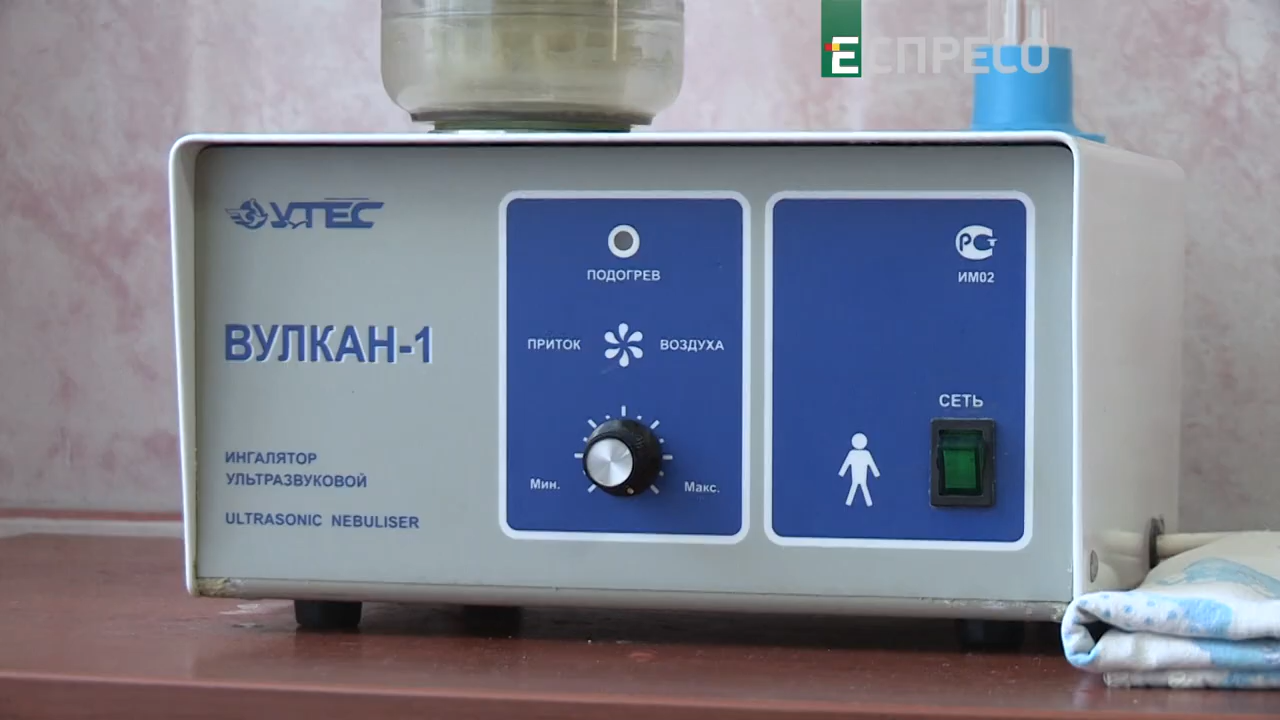 ЕСПРЕСО
УТЕС
ВУЛКАН-1
ИНГАЛЯТОР
УЛЬТРАЗВУКОВОЙ
ULTRASONIC NEBULISER
ПОДОГРЕВ
ПРИТОК ВОЗДУХА
Мин. Макс.
РСТ
ИМ02
СЕТЬ